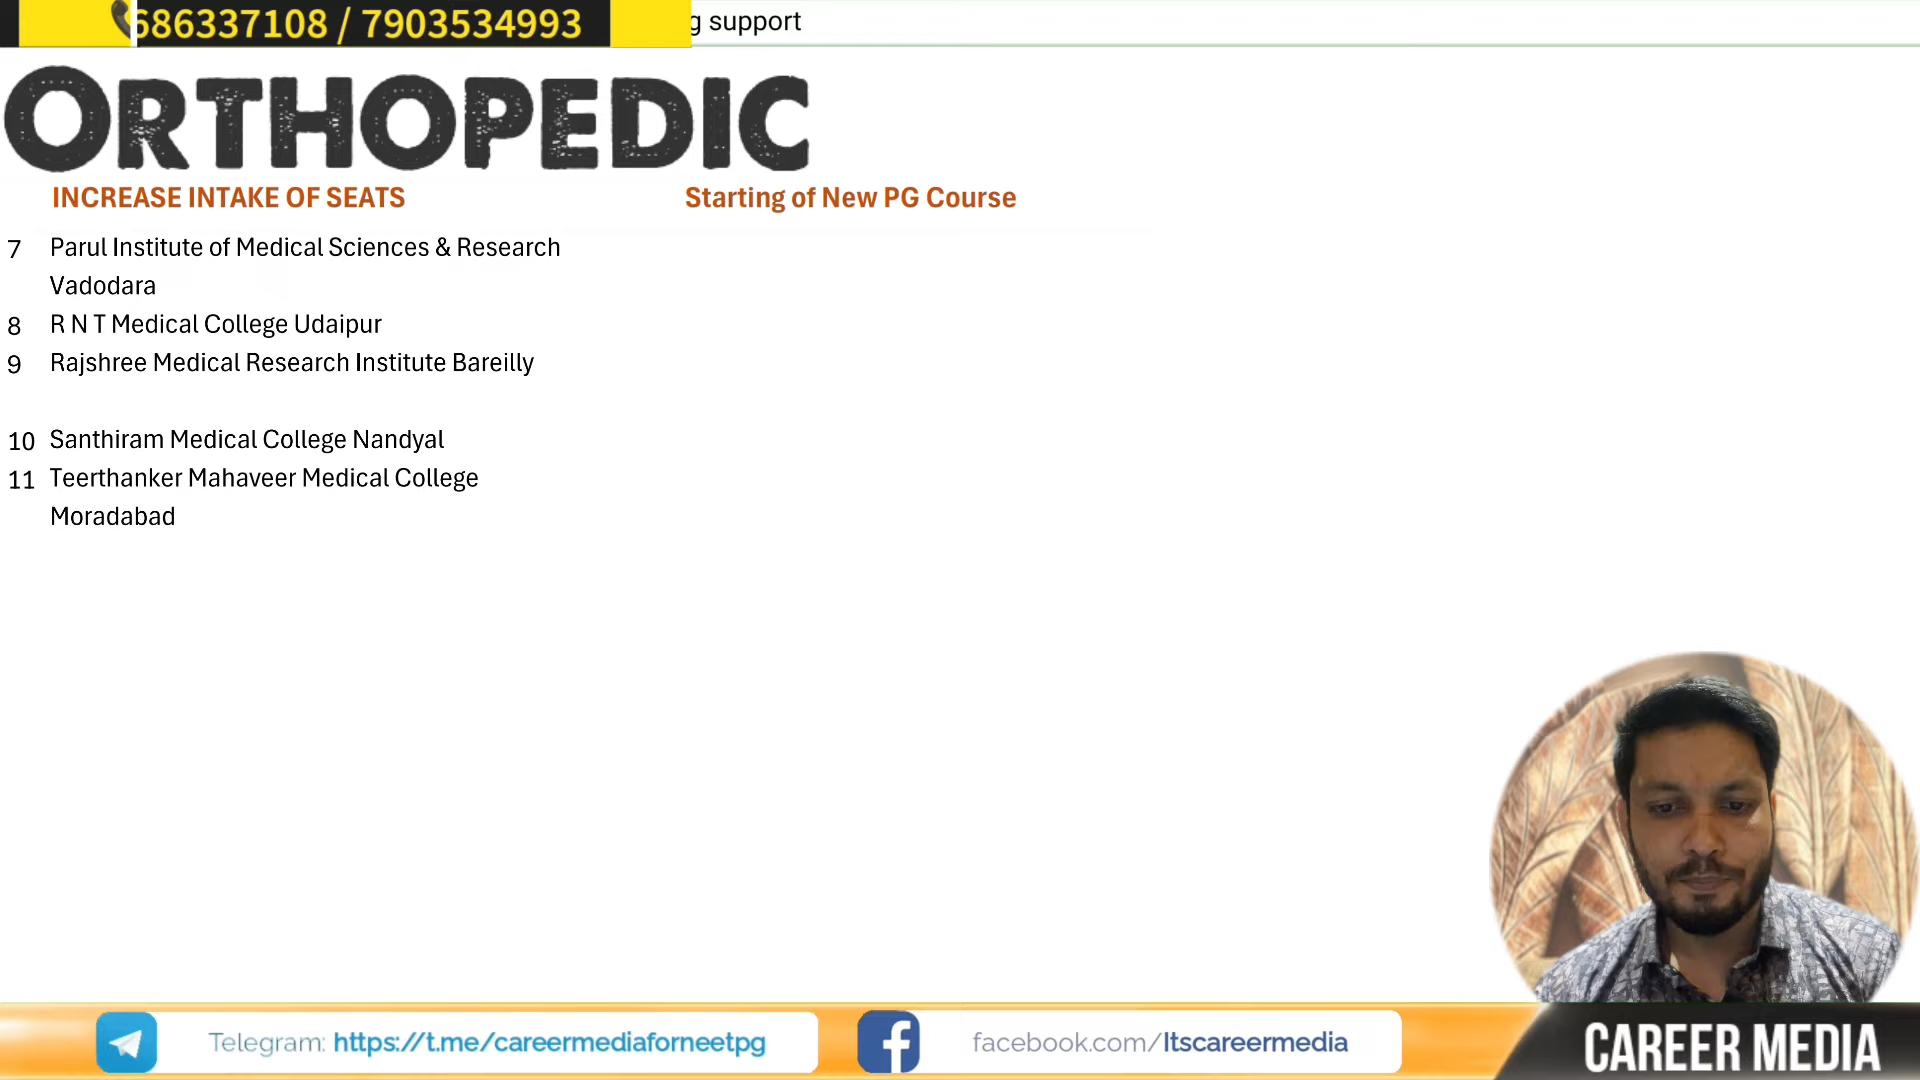 686337108 / 7903534993
g support
ORTHOPEDIC
INCREASE INTAKE OF SEATS
Starting of New PG Course
7 Parul Institute of Medical Sciences & Research
Vadodara
8 R N T Medical College Udaipur
9 Rajshree Medical Research Institute Bareilly
10 Santhiram Medical College Nandyal
11 Teerthanker Mahaveer Medical College
Moradabad
Telegram: https://t.me/careermediaforneetpg
facebook.com/Itscareermedia
CAREER MEDIA